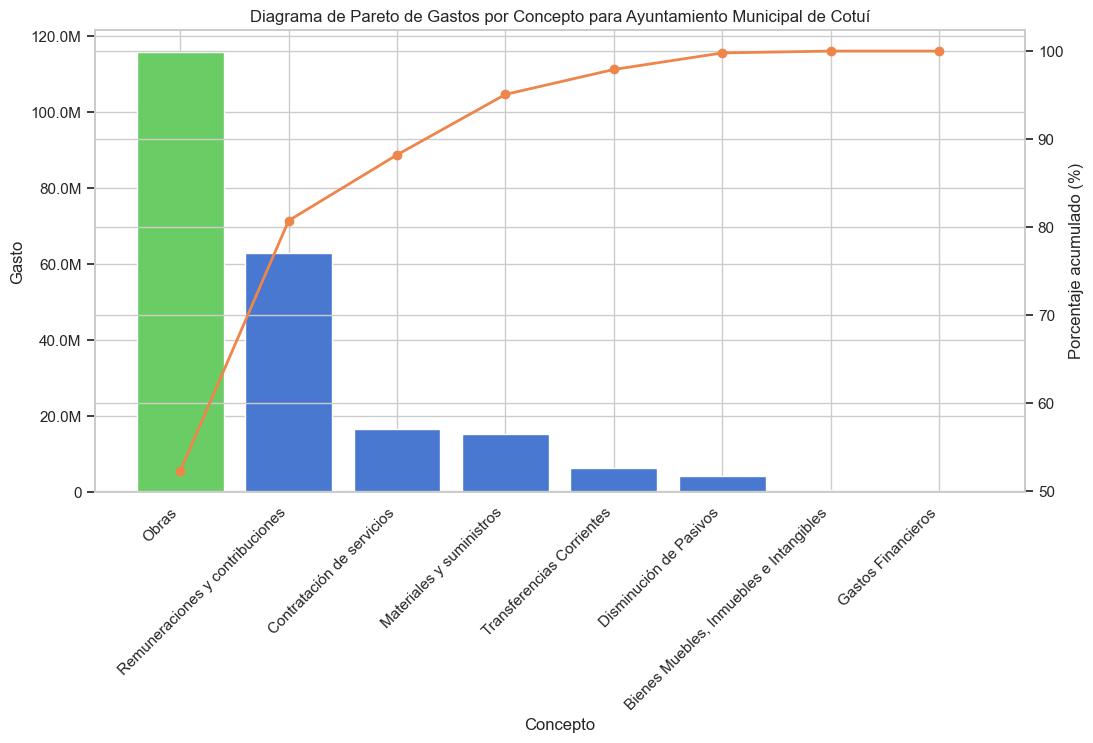 Diagrama de Pareto de Gastos por Concepto para Ayuntamiento Municipal de Cotuí
120.0M
100.0M
80.0M
60.0M
40.0M
20.0M
0
Gasto
100
90
80
70
60
50
Porcentaje acumulado (%)
Obras
Remuneraciones y contribuciones
Contratación de servicios
Materiales y suministros
Transferencias Corrientes
Disminución de Pasivos
Bienes Muebles, Inmuebles e Intangibles
Gastos Financieros
Concepto